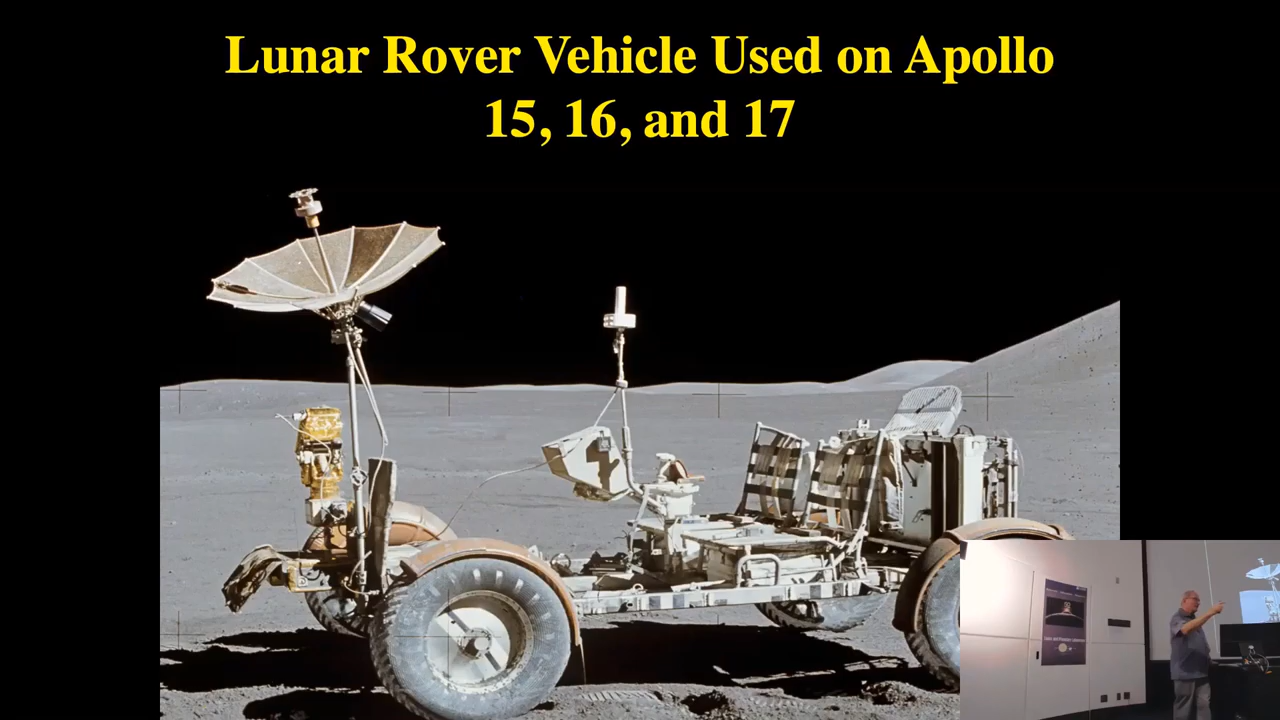 Lunar Rover Vehicle Used on Apollo
15, 16, and 17